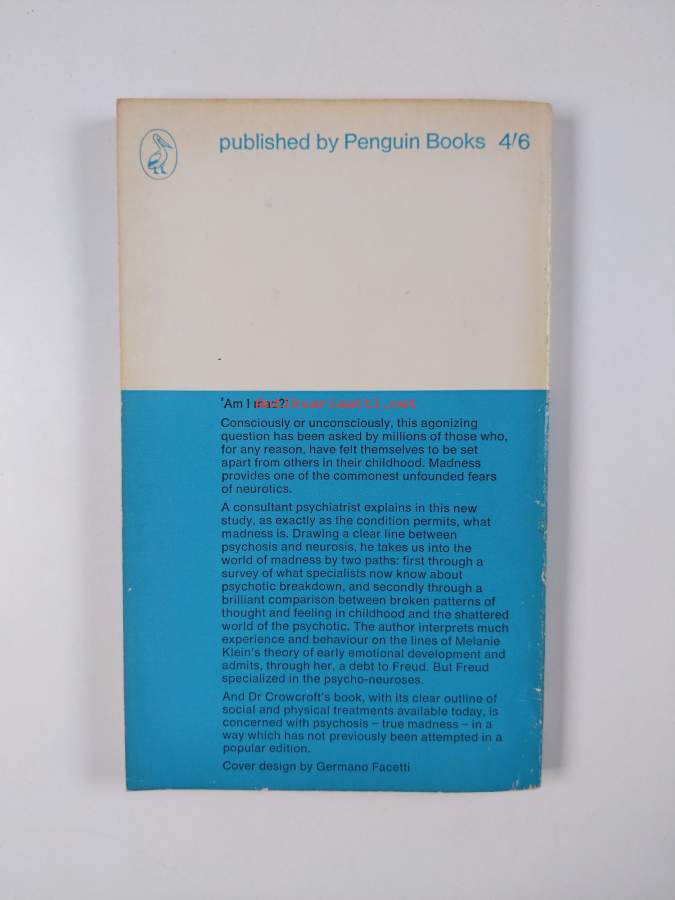 published by Penguin Books 4/6
'Am I mad?'
antikvariaatti.net
Consciously or unconsciously, this agonizing
question has been asked by millions of those who,
for any reason, have felt themselves to be set
apart from others in their childhood. Madness
provides one of the commonest unfounded fears
of neurotics.
A consultant psychiatrist explains in this new
study, as exactly as the condition permits, what
madness is. Drawing a clear line between
psychosis and neurosis, he takes us into the
world of madness by two paths: first through a
survey of what specialists now know about
psychotic breakdown, and secondly through a
brilliant comparison between broken patterns of
thought and feeling in childhood and the shattered
world of the psychotic. The author interprets much
experience and behaviour on the lines of Melanie
Klein's theory of early emotional development and
admits, through her, a debt to Freud. But Freud
specialized in the psycho-neuroses.
And Dr Crowcroft's book, with its clear outline of
social and physical treatments available today, is
concerned with psychosis – true madness – in a
way which has not previously been attempted in a
popular edition.
Cover design by Germano Facetti